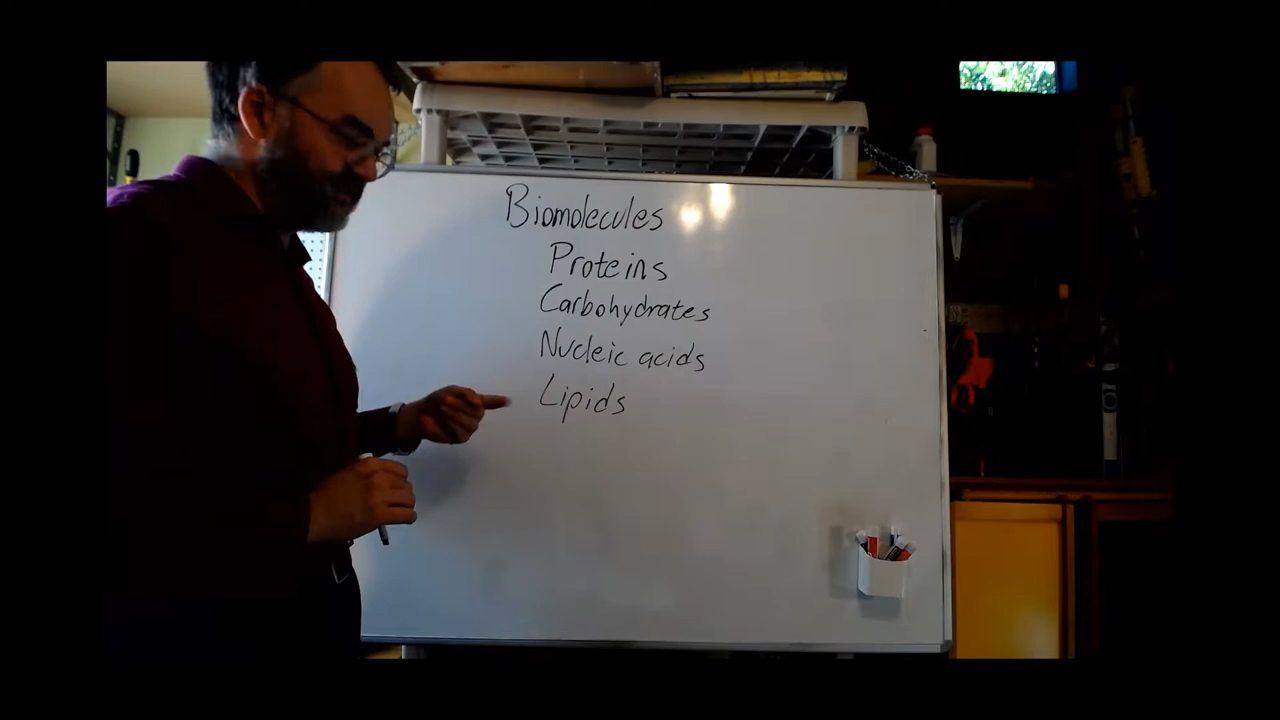 Biomolecules
Proteins
Carbohydrates
Nucleic acids
Lipids